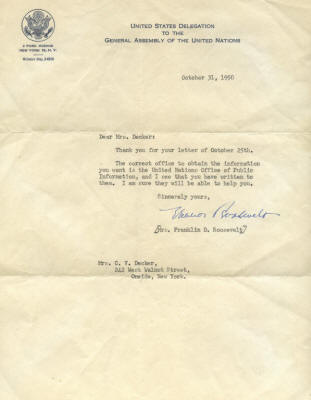 UNITED STATES DELEGATION
TO THE
GENERAL ASSEMBLY OF THE UNITED NATIONS
2 PARK AVENUE
NEW YORK 16, N. Y.
October 31, 1950
Dear Mrs. Decker:
Thank you for your letter of October 25th.
The correct office to obtain the information
you want is the United Nations Office of Public
Information, and I see that you have written to
them. I am sure they will be able to help you.
Sincerely yours,
Eleanor Roosevelt
(Mrs. Franklin D. Roosevelt)
Mrs. C. V. Decker,
242 West Walnut Street,
Oneida, New York.